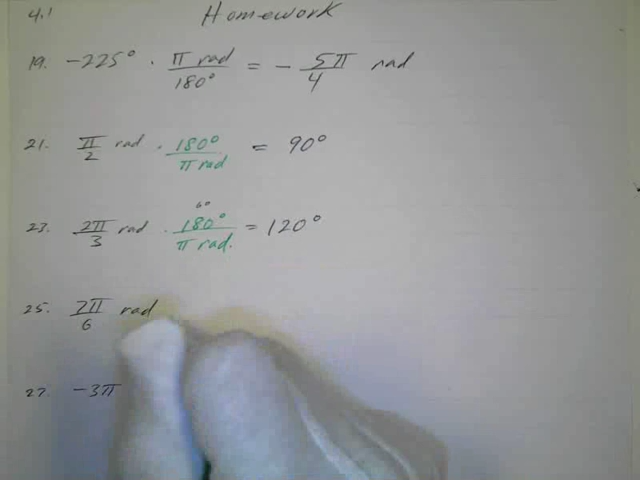 4.1 Homework
19. -225° · π rad / 180° = - 5π / 4 rad
21. π / 2 rad · 180° / π rad = 90°
23. 2π / 3 rad · 180° / π rad. = 120°
60
25. 7π / 6 rad
27. -3π